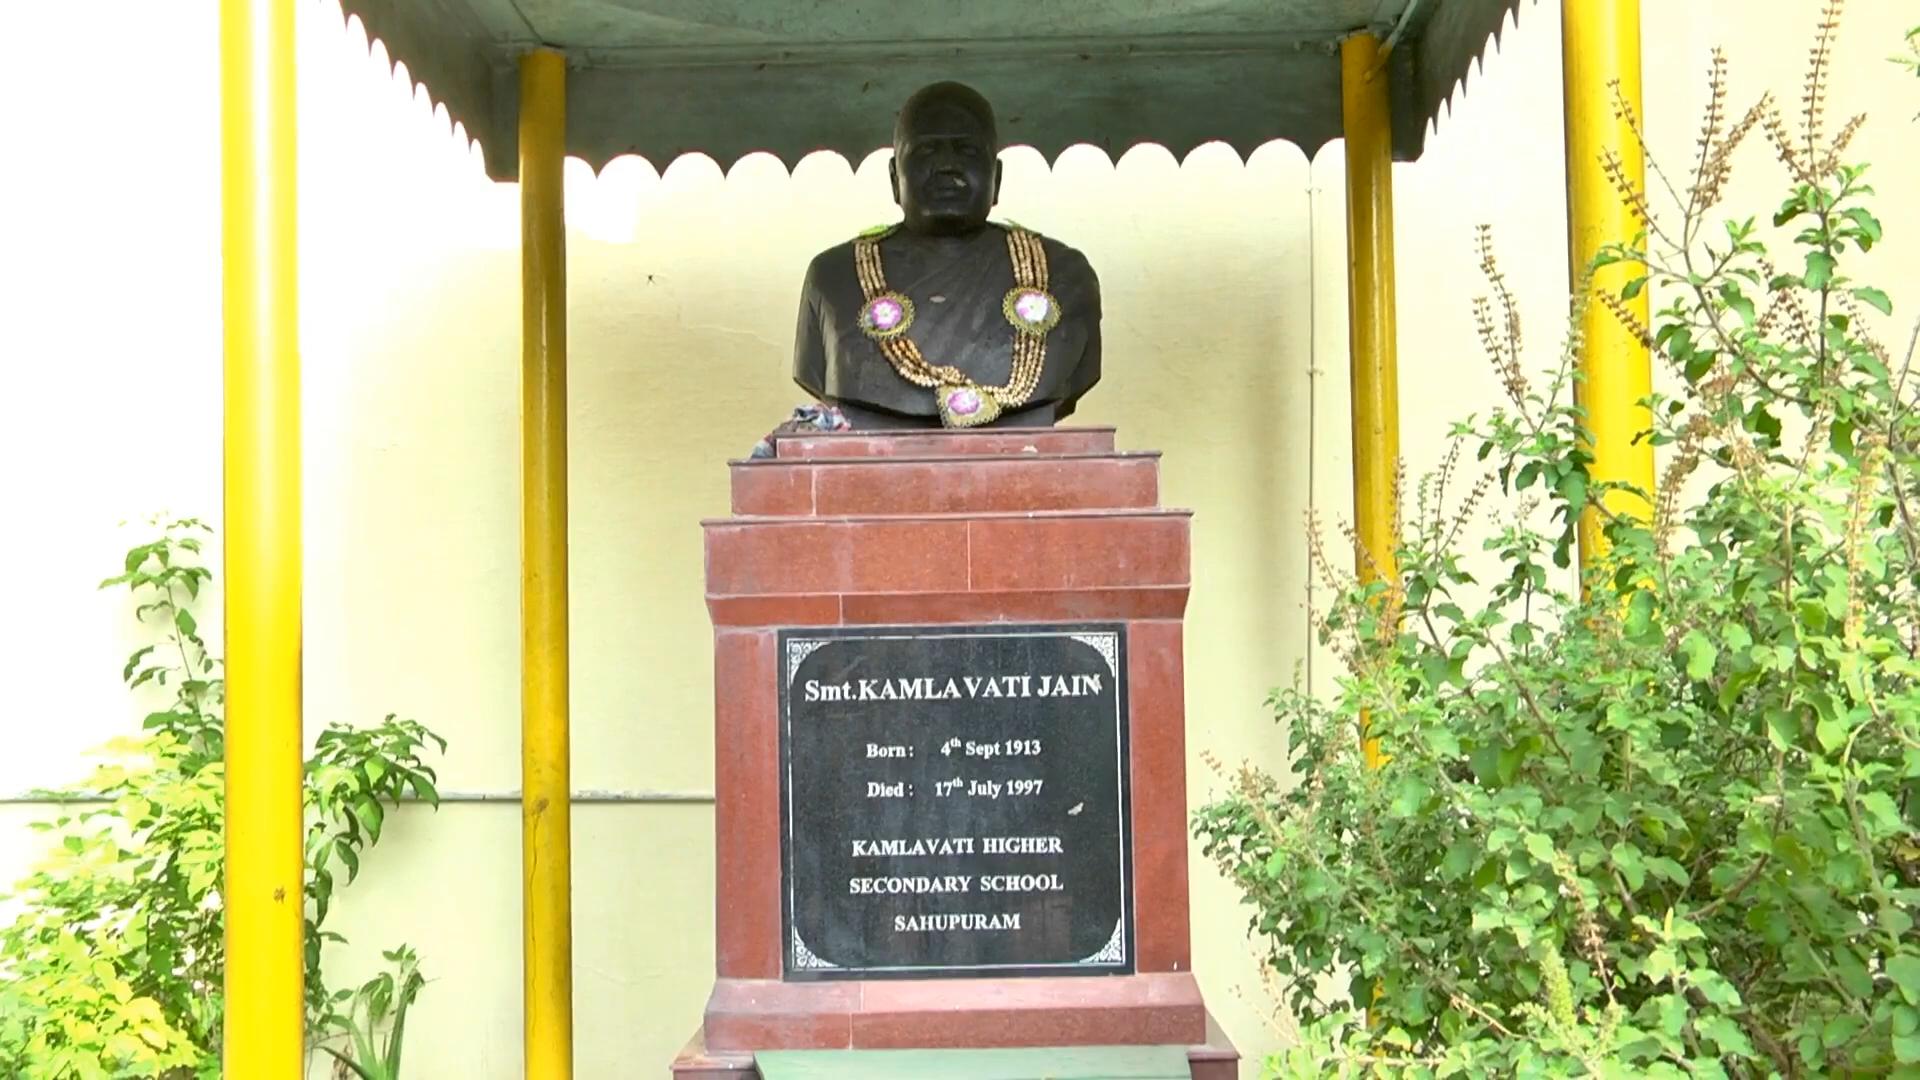 Smt.KAMLAVATI JAIN
Born : 4th Sept 1913
Died : 17th July 1997
KAMLAVATI HIGHER
SECONDARY SCHOOL
SAHUPURAM